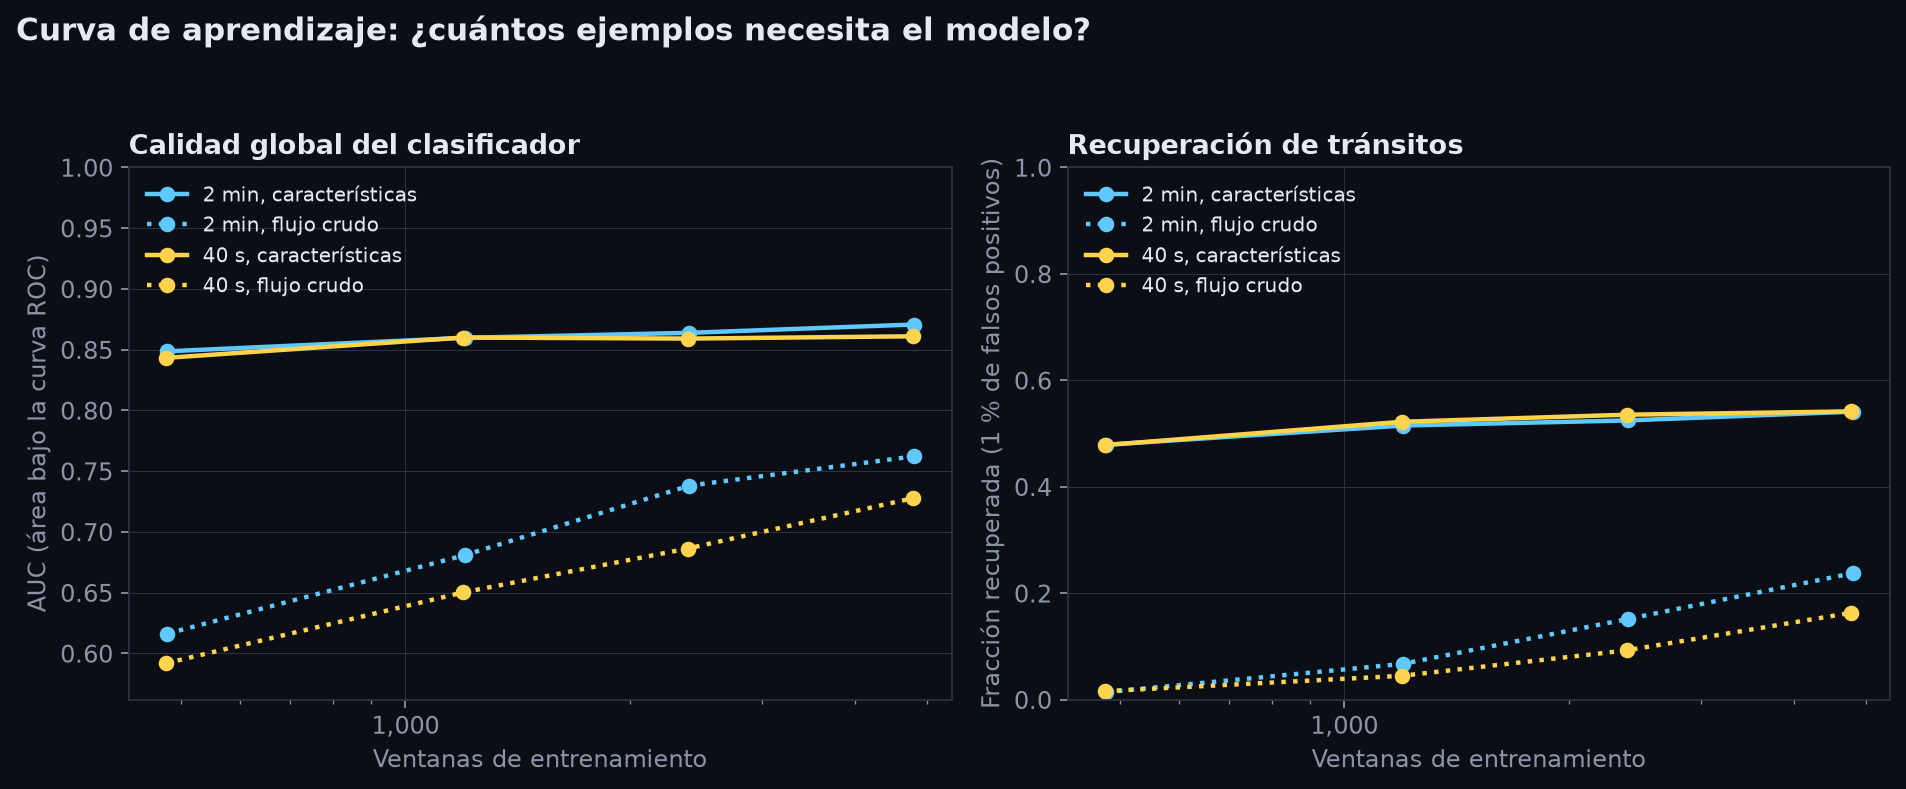 Curva de aprendizaje: ¿cuántos ejemplos necesita el modelo?
Calidad global del clasificador
AUC (área bajo la curva ROC)
1.00
0.95
0.90
0.85
0.80
0.75
0.70
0.65
0.60
2 min, características
2 min, flujo crudo
40 s, características
40 s, flujo crudo
1,000
Ventanas de entrenamiento
Recuperación de tránsitos
Fracción recuperada (1 % de falsos positivos)
1.0
0.8
0.6
0.4
0.2
0.0
2 min, características
2 min, flujo crudo
40 s, características
40 s, flujo crudo
1,000
Ventanas de entrenamiento